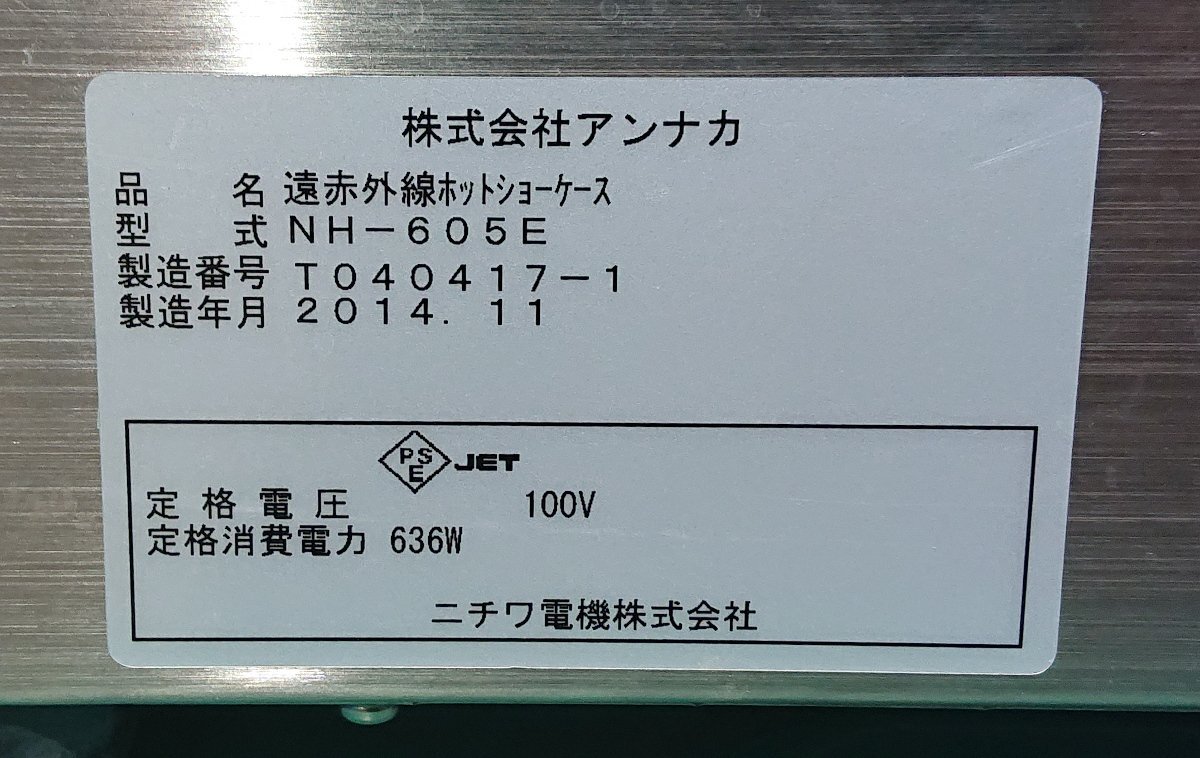 株式会社アンナカ
品　　名 遠赤外線ﾎｯﾄｼｮｰｹｰｽ
型　　式 ＮＨ－６０５Ｅ
製造番号 Ｔ０４０４１７－１
製造年月 ２０１４．１１
PSE JET
定格電圧 100V
定格消費電力 636W
ニチワ電機株式会社